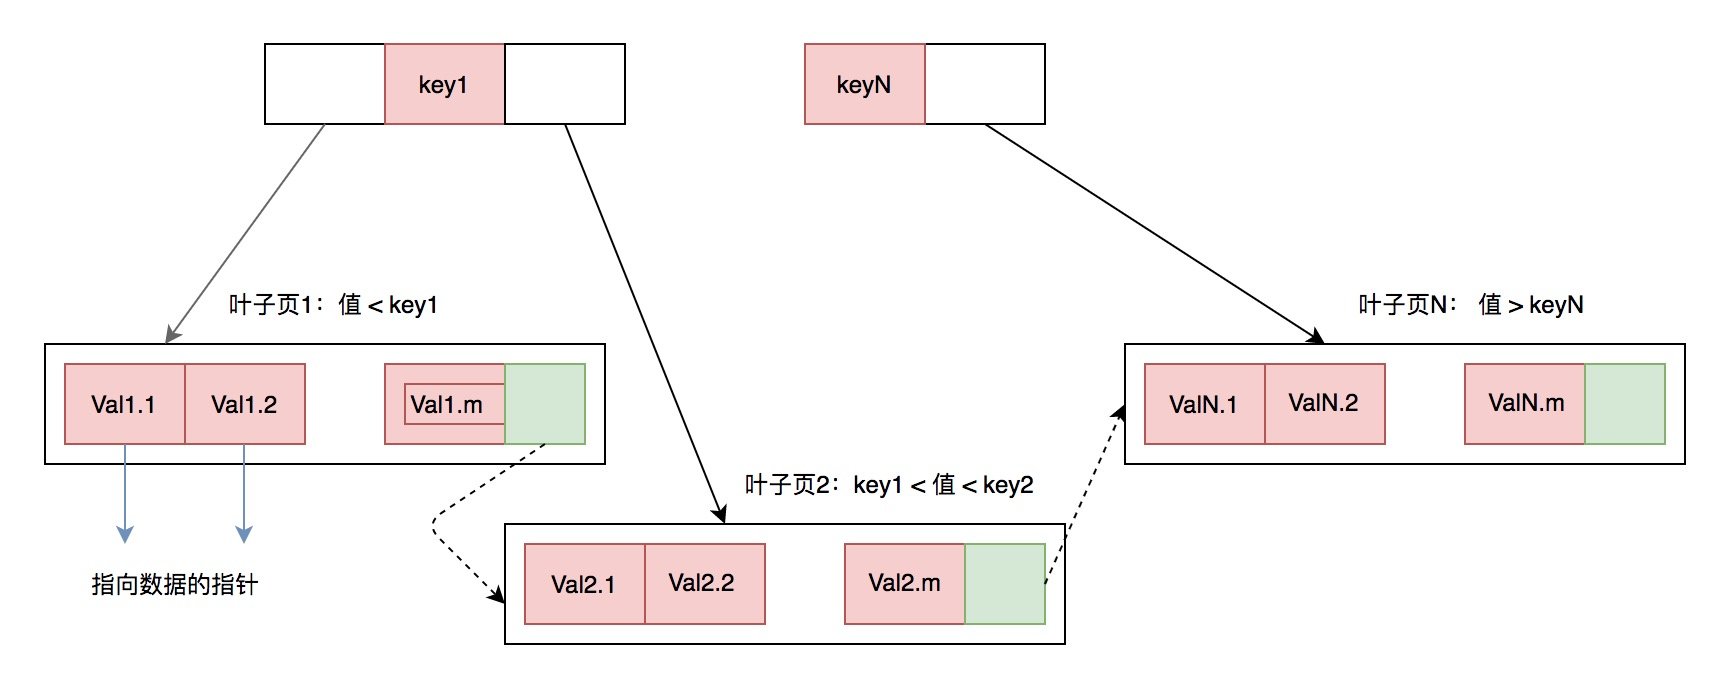 key1
keyN
叶子页1：值 < key1
叶子页N： 值 > keyN
Val1.1
Val1.2
Val1.m
ValN.1
ValN.2
ValN.m
叶子页2：key1 < 值 < key2
指向数据的指针
Val2.1
Val2.2
Val2.m